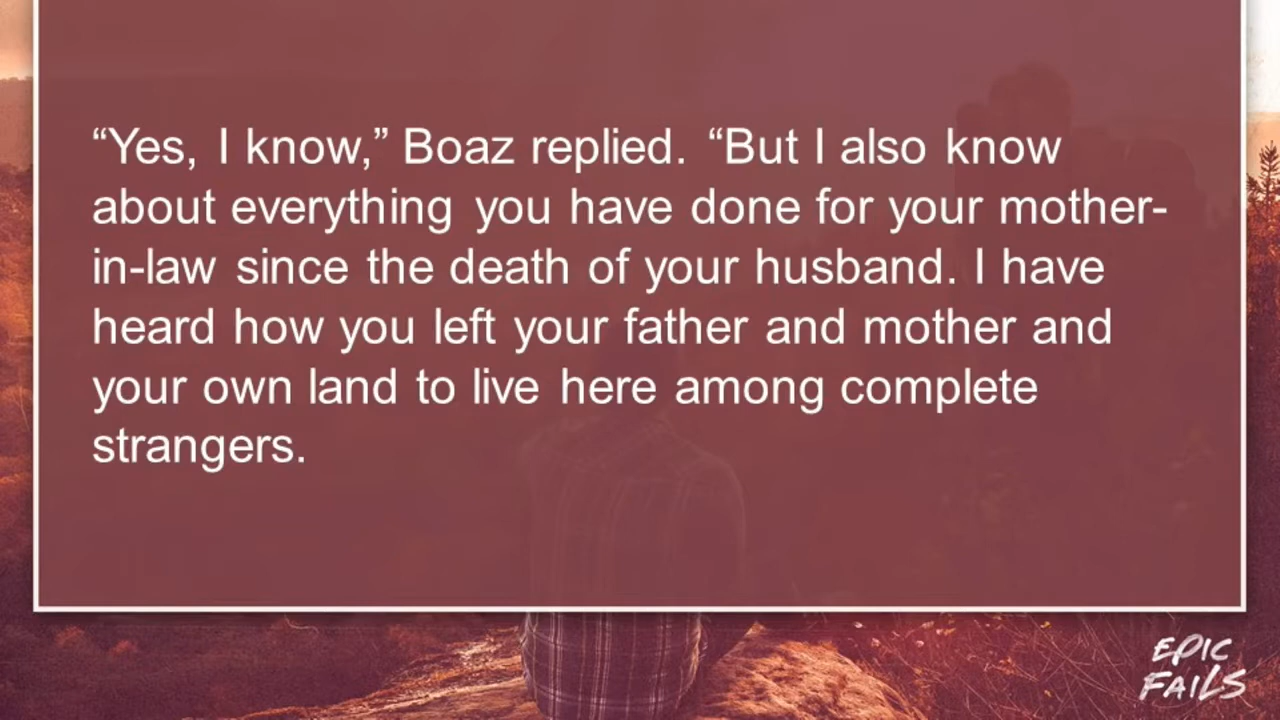 “Yes, I know,” Boaz replied. “But I also know
about everything you have done for your mother-
in-law since the death of your husband. I have
heard how you left your father and mother and
your own land to live here among complete
strangers.
EPIC
FAILS